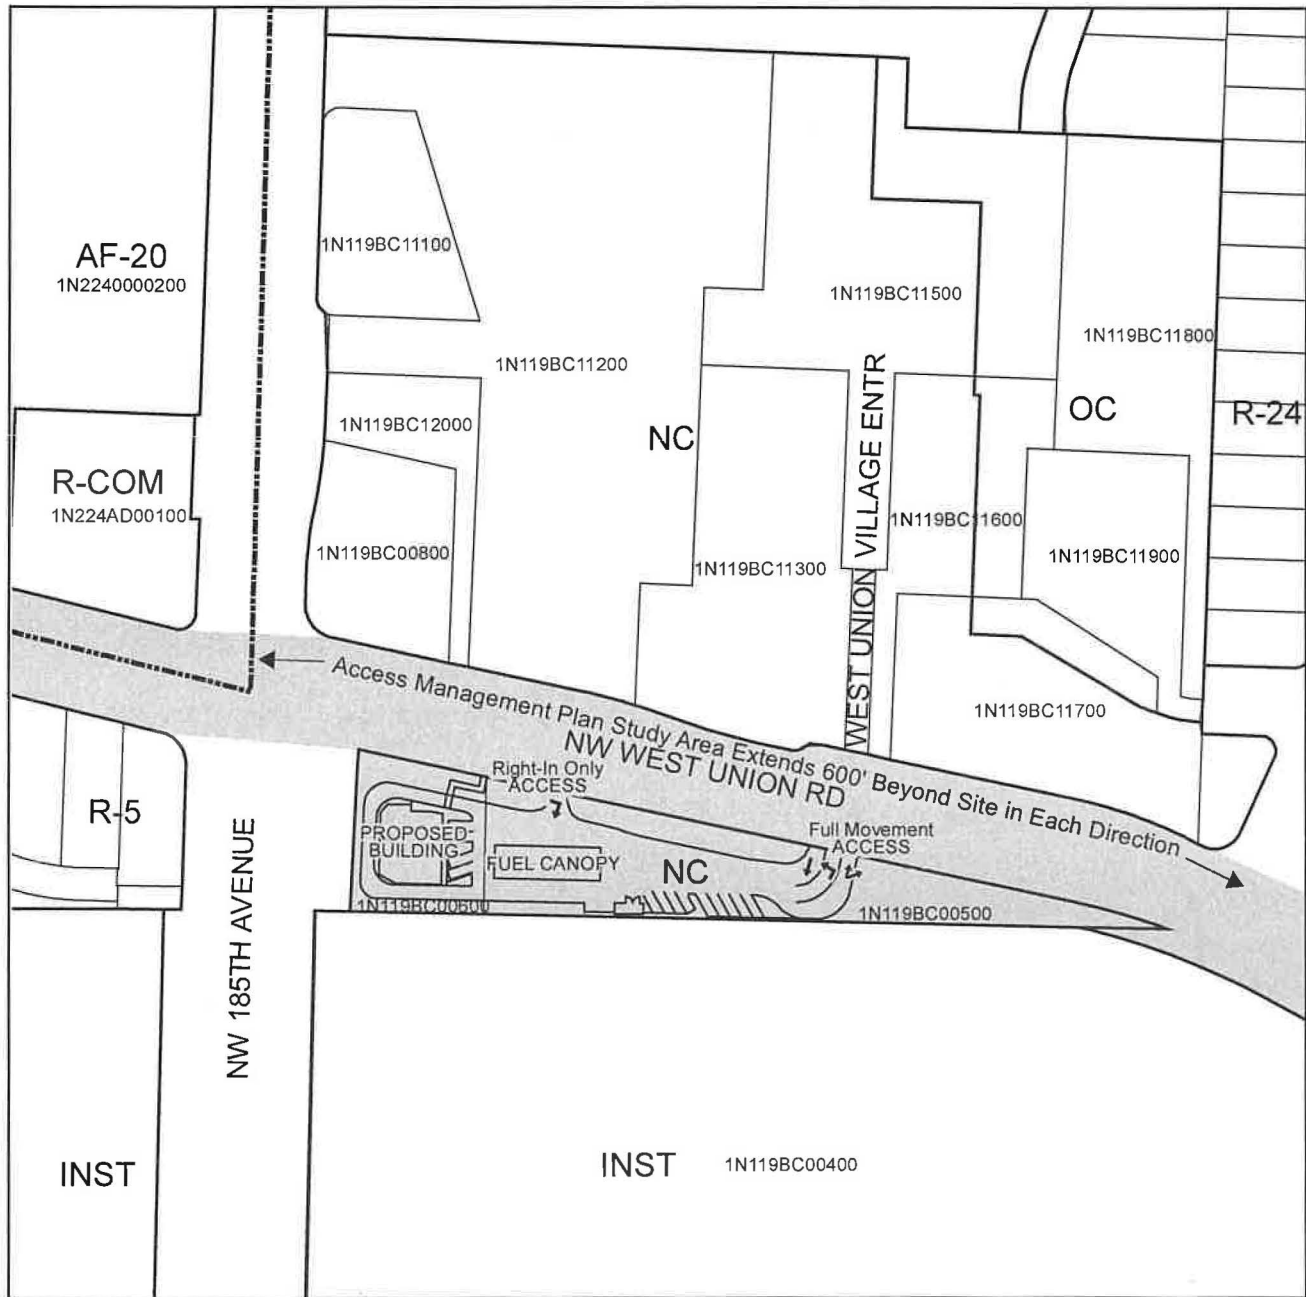 AF-20
1N2240000200
1N119BC11100
1N119BC11500
1N119BC11800
1N119BC11200
1N119BC12000
NC
OC
R-24
R-COM
1N224AD00100
1N119BC00800
1N119BC11300
WEST UNION VILLAGE ENTR
1N119BC11600
1N119BC11900
1N119BC11700
Access Management Plan Study Area Extends 600' Beyond Site in Each Direction
NW WEST UNION RD
Right-In Only
ACCESS
Full Movement
ACCESS
R-5
PROPOSED
BUILDING
FUEL CANOPY
NC
1N119BC00600
1N119BC00500
NW 185TH AVENUE
INST
INST
1N119BC00400